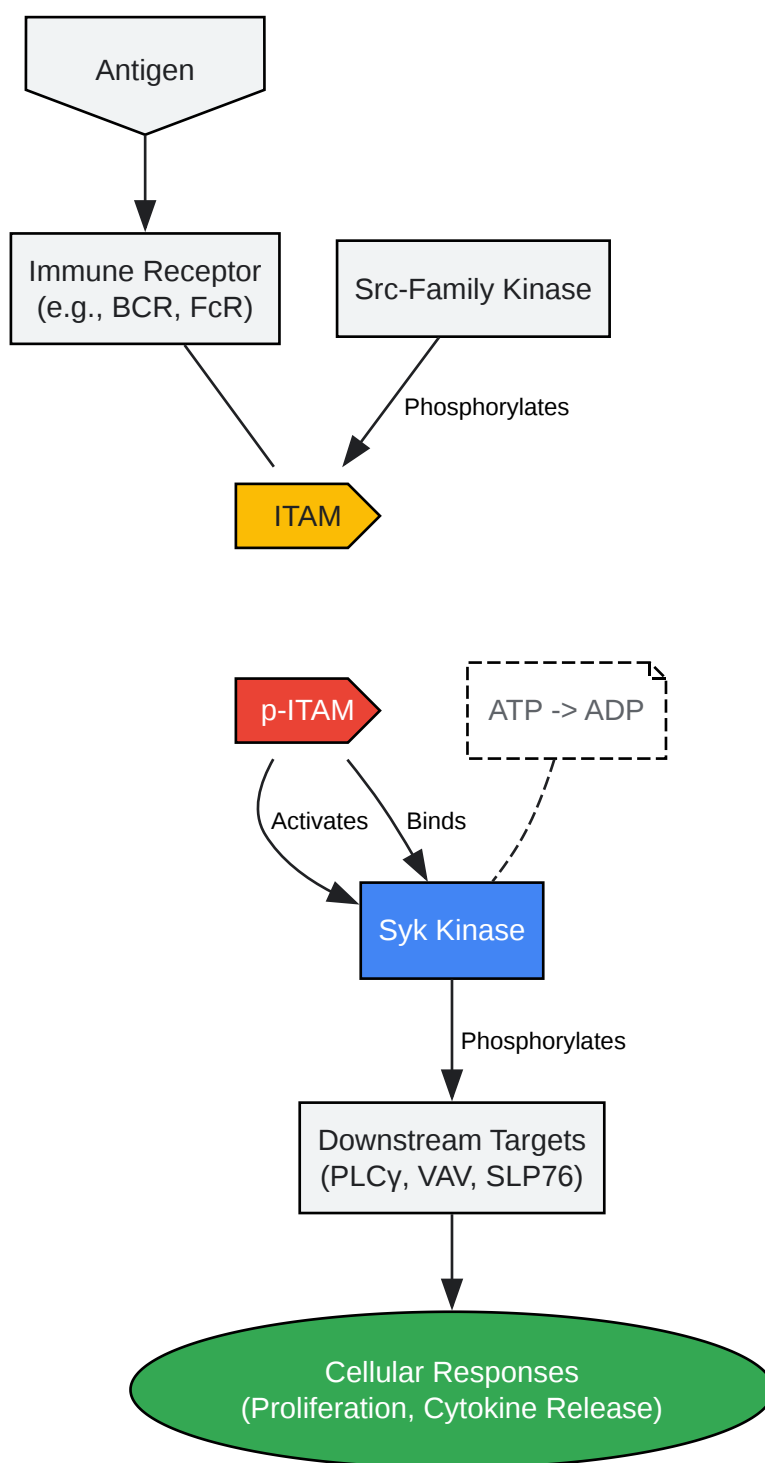 Antigen
Immune Receptor
(e.g., BCR, FcR)
Src-Family Kinase
Phosphorylates
ITAM
p-ITAM
ATP -> ADP
Activates
Binds
Syk Kinase
Phosphorylates
Downstream Targets
(PLCγ, VAV, SLP76)
Cellular Responses
(Proliferation, Cytokine Release)